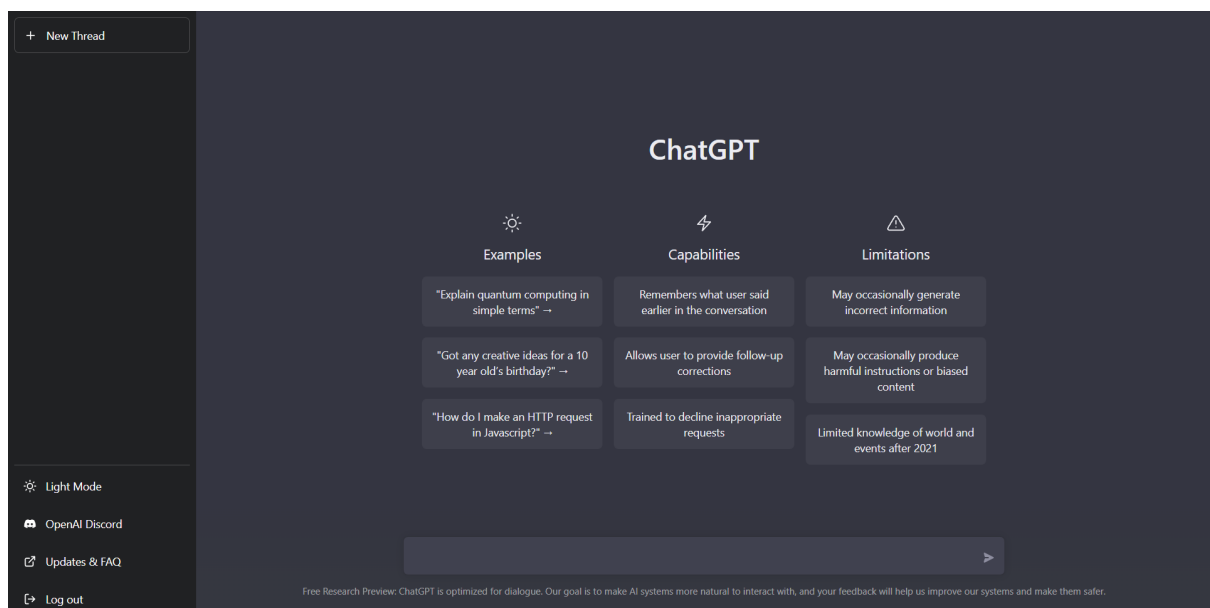 + New Thread
ChatGPT
Examples
"Explain quantum computing in
simple terms" →
"Got any creative ideas for a 10
year old's birthday?" →
"How do I make an HTTP request
in Javascript?" →
Capabilities
Remembers what user said
earlier in the conversation
Allows user to provide follow-up
corrections
Trained to decline inappropriate
requests
Limitations
May occasionally generate
incorrect information
May occasionally produce
harmful instructions or biased
content
Limited knowledge of world and
events after 2021
Light Mode
OpenAI Discord
Updates & FAQ
Log out
Free Research Preview: ChatGPT is optimized for dialogue. Our goal is to make AI systems more natural to interact with, and your feedback will help us improve our systems and make them safer.